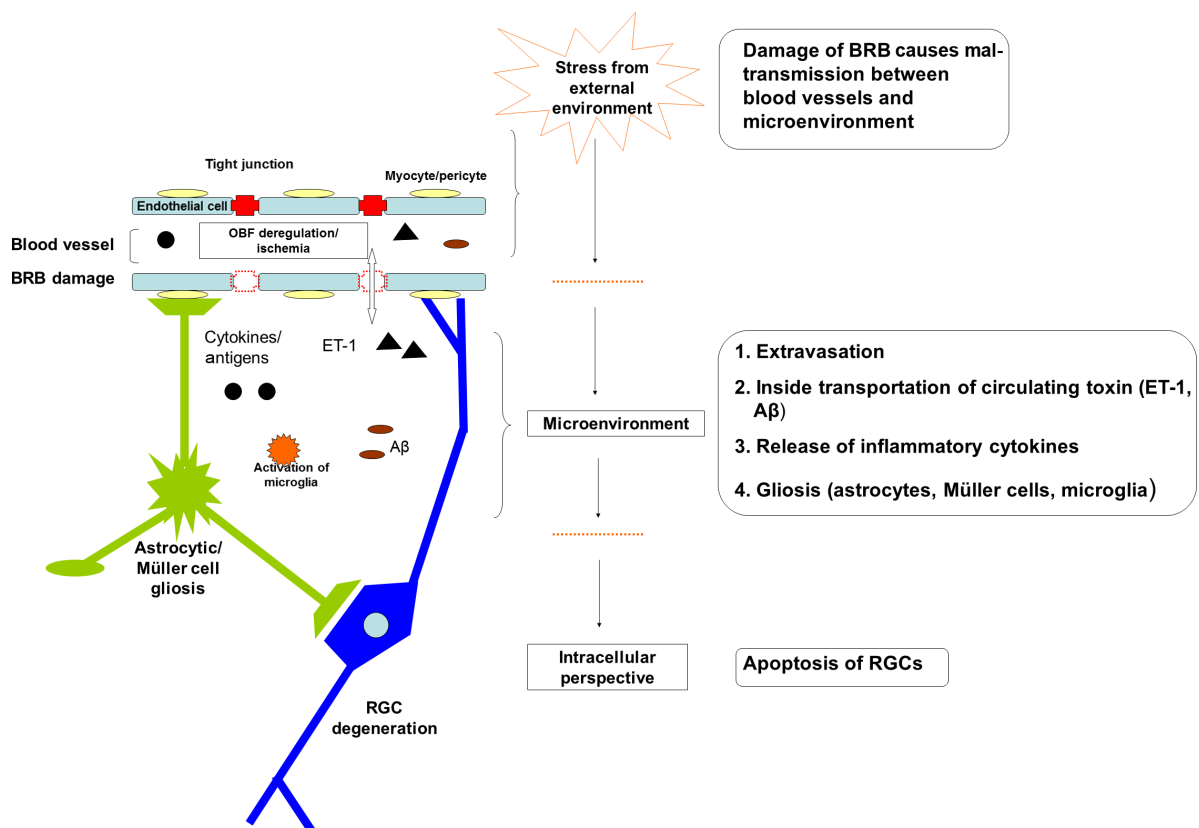 Stress from
external
environment
Damage of BRB causes mal-
transmission between
blood vessels and
microenvironment
Tight junction
Myocyte/pericyte
Endothelial cell
Blood vessel
OBF deregulation/
ischemia
BRB damage
Cytokines/
antigens
ET-1
Activation of
microglia
Aβ
Microenvironment
1. Extravasation
2. Inside transportation of circulating toxin (ET-1,
Aβ)
3. Release of inflammatory cytokines
4. Gliosis (astrocytes, Müller cells, microglia)
Astrocytic/
Müller cell
gliosis
Intracellular
perspective
Apoptosis of RGCs
RGC
degeneration